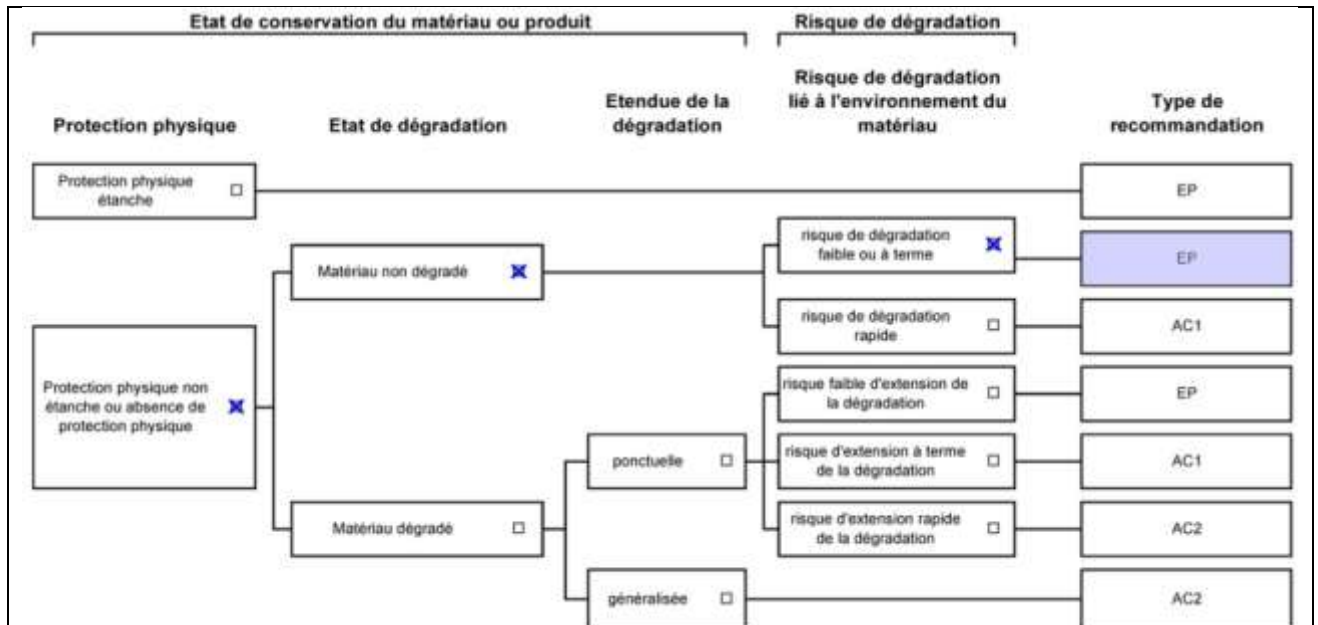 Etat de conservation du matériau ou produit
Risque de dégradation
Protection physique
Etat de dégradation
Etendue de la
dégradation
Risque de dégradation
lié à l'environnement du
matériau
Type de
recommandation
Protection physique
étanche
EP
risque de dégradation
faible ou à terme
EP
Matériau non dégradé
risque de dégradation
rapide
AC1
Protection physique non
étanche ou absence de
protection physique
risque faible d'extension de
la dégradation
EP
ponctuelle
risque d'extension à terme
de la dégradation
AC1
Matériau dégradé
risque d'extension rapide
de la dégradation
AC2
généralisée
AC2